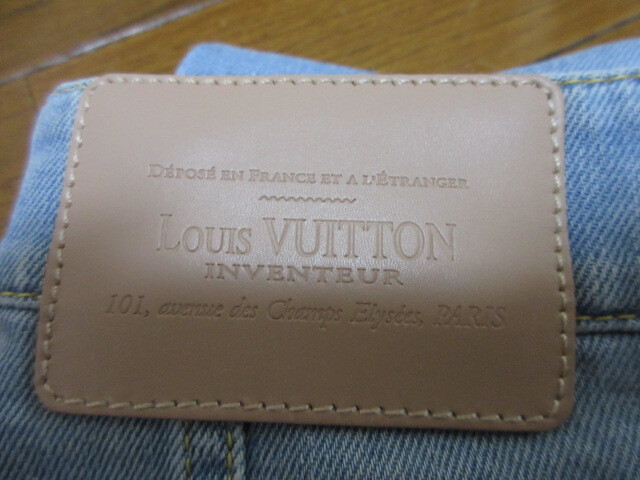 DÉPOSÉ EN FRANCE ET A L'ÉTRANGER
LOUIS VUITTON
INVENTEUR
101, avenue des Champs Elysées, PARIS